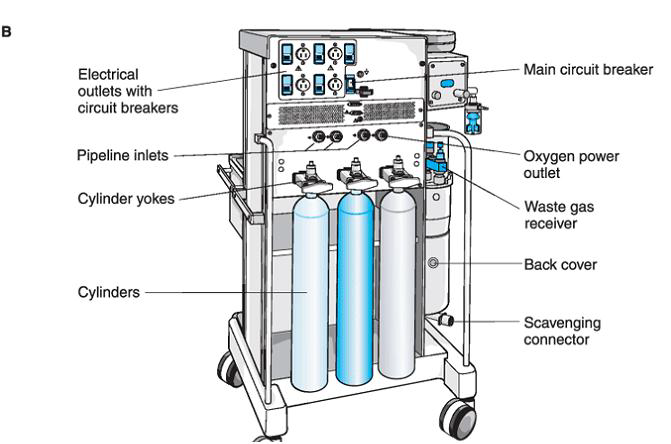 B
Electrical
outlets with
circuit breakers
Pipeline inlets
Cylinder yokes
Cylinders
Main circuit breaker
Oxygen power
outlet
Waste gas
receiver
Back cover
Scavenging
connector